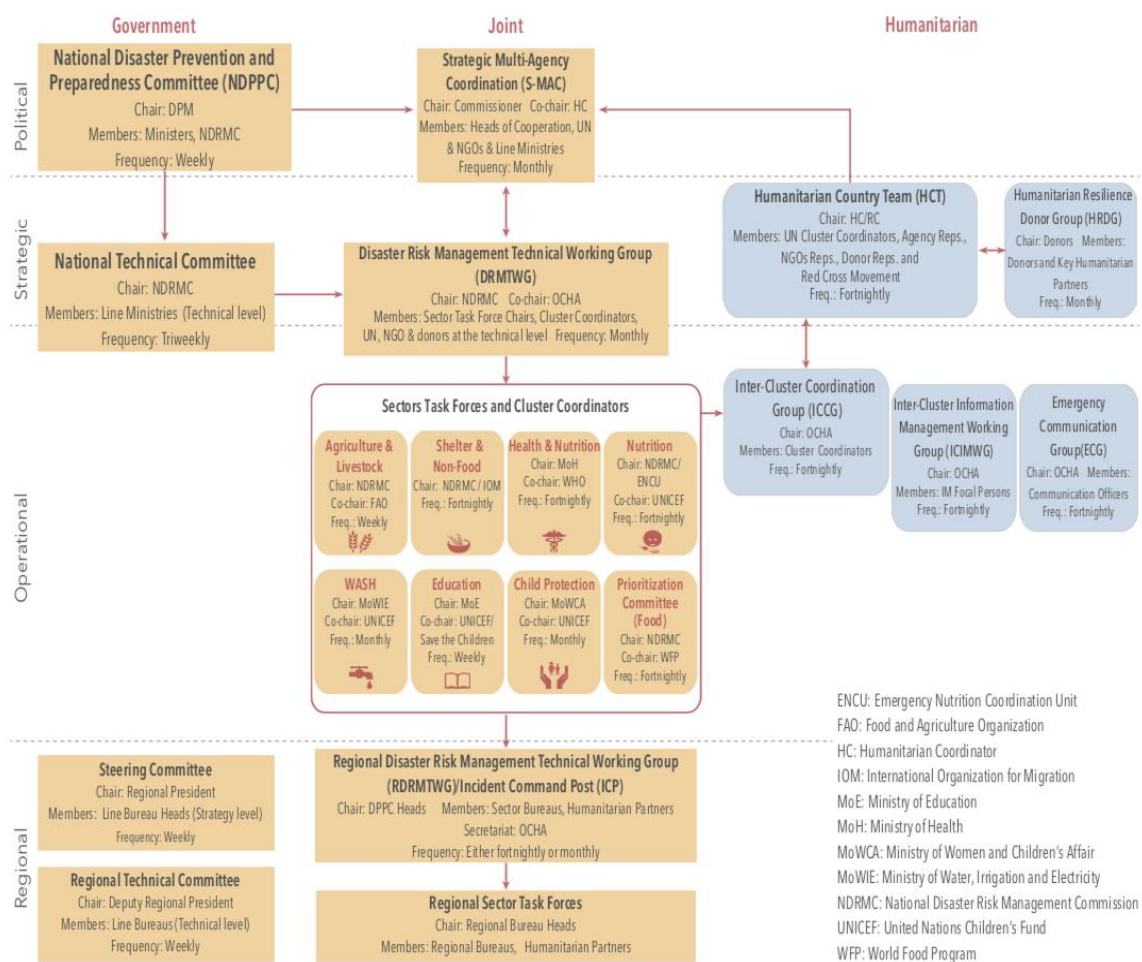 Government
Joint
Humanitarian
Political
National Disaster Prevention and
Preparedness Committee (NDPPC)
Chair: DPM
Members: Ministers, NDRMC
Frequency: Weekly
Strategic Multi-Agency
Coordination (S-MAC)
Chair: Commissioner Co-chair: HC
Members: Heads of Cooperation, UN
& NGOs & Line Ministries
Frequency: Monthly
Strategic
National Technical Committee
Chair: NDRMC
Members: Line Ministries (Technical level)
Frequency: Triweekly
Disaster Risk Management Technical Working Group
(DRMTWG)
Chair: NDRMC Co-chair: OCHA
Members: Sector Task Force Chairs, Cluster Coordinators,
UN, NGO & donors at the technical level Frequency: Monthly
Humanitarian Country Team (HCT)
Chair: HC/RC
Members: UN Cluster Coordinators, Agency Reps.,
NGOs Reps., Donor Reps. and
Red Cross Movement
Freq.: Fortnightly
Humanitarian Resilience
Donor Group (HRDG)
Chair: Donors Members:
Donors and Key Humanitarian
Partners
Freq.: Monthly
Operational
Sectors Task Forces and Cluster Coordinators
Agriculture &
Livestock
Chair: NDRMC
Co-chair: FAO
Freq.: Weekly
Shelter &
Non-Food
Chair: NDRMC/ IOM
Freq.: Fortnightly
Health & Nutrition
Chair: MoH
Co-chair: WHO
Freq.: Fortnightly
Nutrition
Chair: NDRMC/
ENCU
Co-chair: UNICEF
Freq.: Fortnightly
WASH
Chair: MoWIE
Co-chair: UNICEF
Freq.: Monthly
Education
Chair: MoE
Co-chair: UNICEF/
Save the Children
Freq.: Weekly
Child Protection
Chair: MoWCA
Co-chair: UNICEF
Freq.: Monthly
Prioritization
Committee
(Food)
Chair: NDRMC
Co-chair: WFP
Freq.: Fortnightly
Inter-Cluster Coordination
Group (ICCG)
Chair: OCHA
Members: Cluster Coordinators
Freq.: Fortnightly
Inter-Cluster Information
Management Working
Group (ICIMWG)
Chair: OCHA
Members: IM Focal Persons
Freq.: Fortnightly
Emergency
Communication
Group(ECG)
Chair: OCHA Members:
Communication Officers
Freq.: Fortnightly
Regional
Steering Committee
Chair: Regional President
Members: Line Bureau Heads (Strategy level)
Frequency: Weekly
Regional Technical Committee
Chair: Deputy Regional President
Members: Line Bureaus (Technical level)
Frequency: Weekly
Regional Disaster Risk Management Technical Working Group
(RDRMTWG)/Incident Command Post (ICP)
Chair: DPPC Heads Members: Sector Bureaus, Humanitarian Partners
Secretariat: OCHA
Frequency: Either fortnightly or monthly
Regional Sector Task Forces
Chair: Regional Bureau Heads
Members: Regional Bureaus, Humanitarian Partners
ENCU: Emergency Nutrition Coordination Unit
FAO: Food and Agriculture Organization
HC: Humanitarian Coordinator
IOM: International Organization for Migration
MoE: Ministry of Education
MoH: Ministry of Health
MoWCA: Ministry of Women and Children's Affair
MoWIE: Ministry of Water, Irrigation and Electricity
NDRMC: National Disaster Risk Management Commission
UNICEF: United Nations Children's Fund
WFP: World Food Program